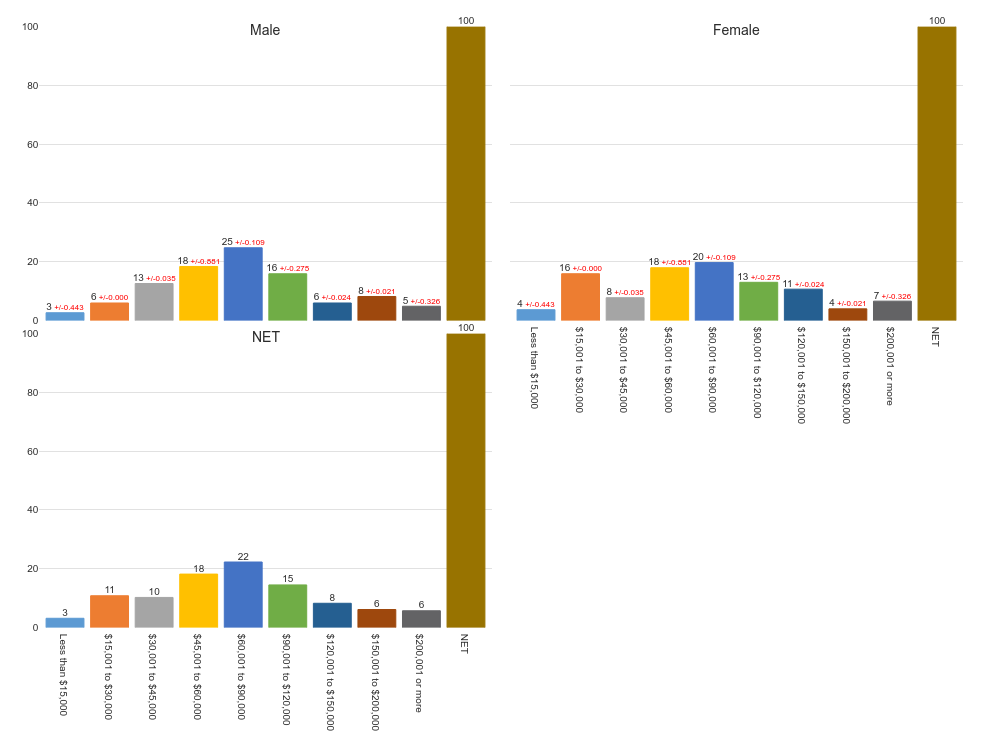 Male
100
80
60
40
20
0
3 +/-0.443
6 +/-0.000
13 +/-0.035
18 +/-0.881
25 +/-0.109
16 +/-0.275
6 +/-0.024
8 +/-0.021
5 +/-0.326
100
Female
4 +/-0.443
16 +/-0.000
8 +/-0.035
18 +/-0.881
20 +/-0.109
13 +/-0.275
11 +/-0.024
4 +/-0.021
7 +/-0.326
100
Less than $15,000
$15,001 to $30,000
$30,001 to $45,000
$45,001 to $60,000
$60,001 to $90,000
$90,001 to $120,000
$120,001 to $150,000
$150,001 to $200,000
$200,001 or more
NET
NET
100
80
60
40
20
0
3
11
10
18
22
15
8
6
6
100
Less than $15,000
$15,001 to $30,000
$30,001 to $45,000
$45,001 to $60,000
$60,001 to $90,000
$90,001 to $120,000
$120,001 to $150,000
$150,001 to $200,000
$200,001 or more
NET